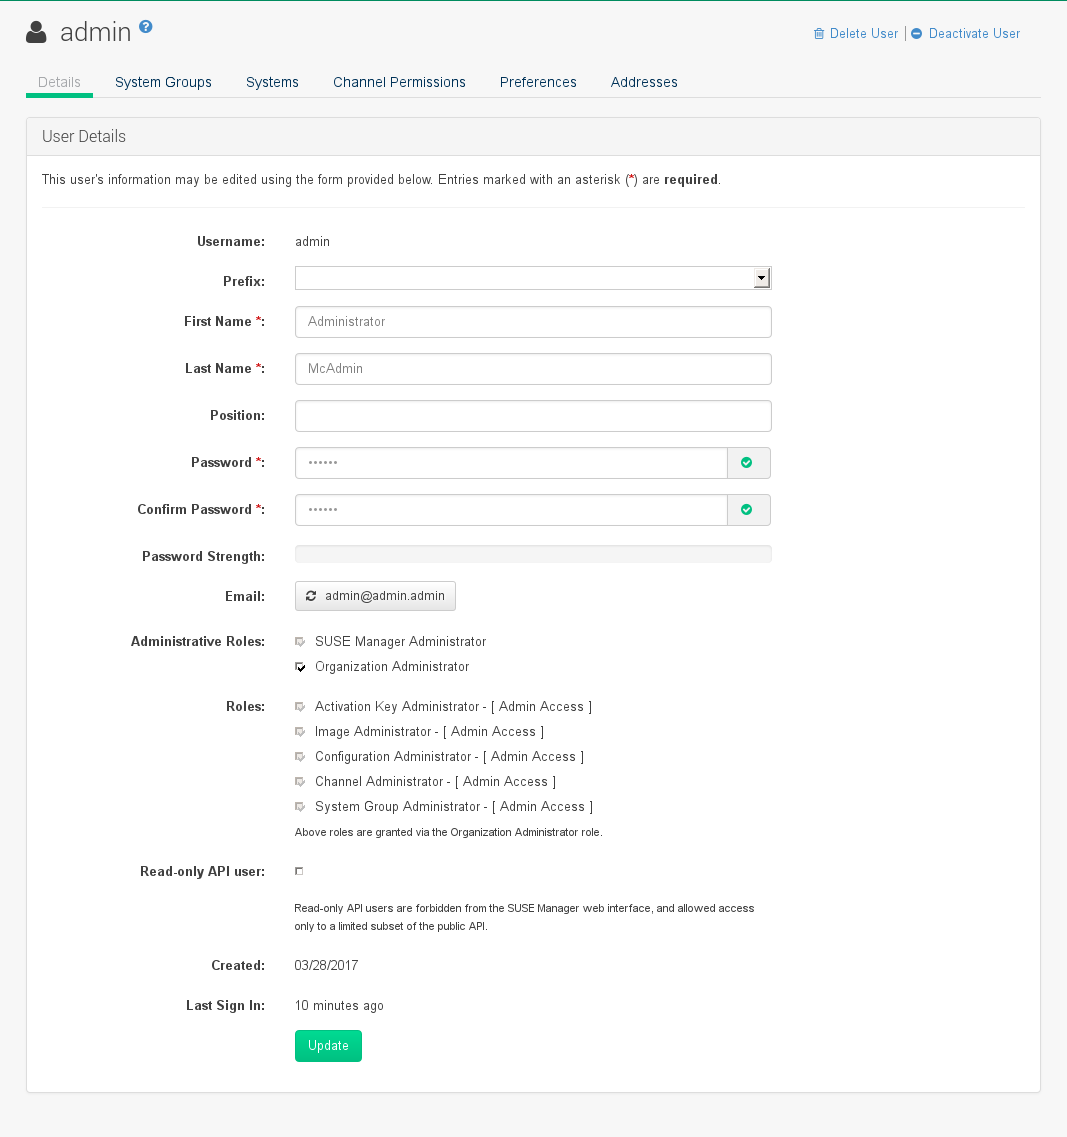 admin ?
Delete User | Deactivate User
Details System Groups Systems Channel Permissions Preferences Addresses
User Details
This user's information may be edited using the form provided below. Entries marked with an asterisk (*) are required.
Username: admin
Prefix:
First Name *: Administrator
Last Name *: McAdmin
Position:
Password *: ••••••
Confirm Password *: ••••••
Password Strength:
Email: admin@admin.admin
Administrative Roles: SUSE Manager Administrator
Organization Administrator
Roles: Activation Key Administrator - [ Admin Access ]
Image Administrator - [ Admin Access ]
Configuration Administrator - [ Admin Access ]
Channel Administrator - [ Admin Access ]
System Group Administrator - [ Admin Access ]
Above roles are granted via the Organization Administrator role.
Read-only API user:
Read-only API users are forbidden from the SUSE Manager web interface, and allowed access
only to a limited subset of the public API.
Created: 03/28/2017
Last Sign In: 10 minutes ago
Update